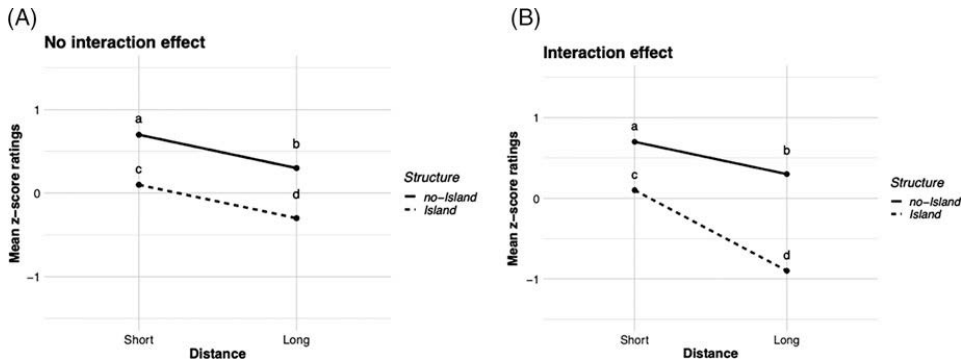 (A)
No interaction effect
Mean z-score ratings
1
0
−1
a
b
c
d
Short
Long
Distance
Structure
no-Island
Island
(B)
Interaction effect
Mean z-score ratings
1
0
−1
a
b
c
d
Short
Long
Distance
Structure
no-Island
Island